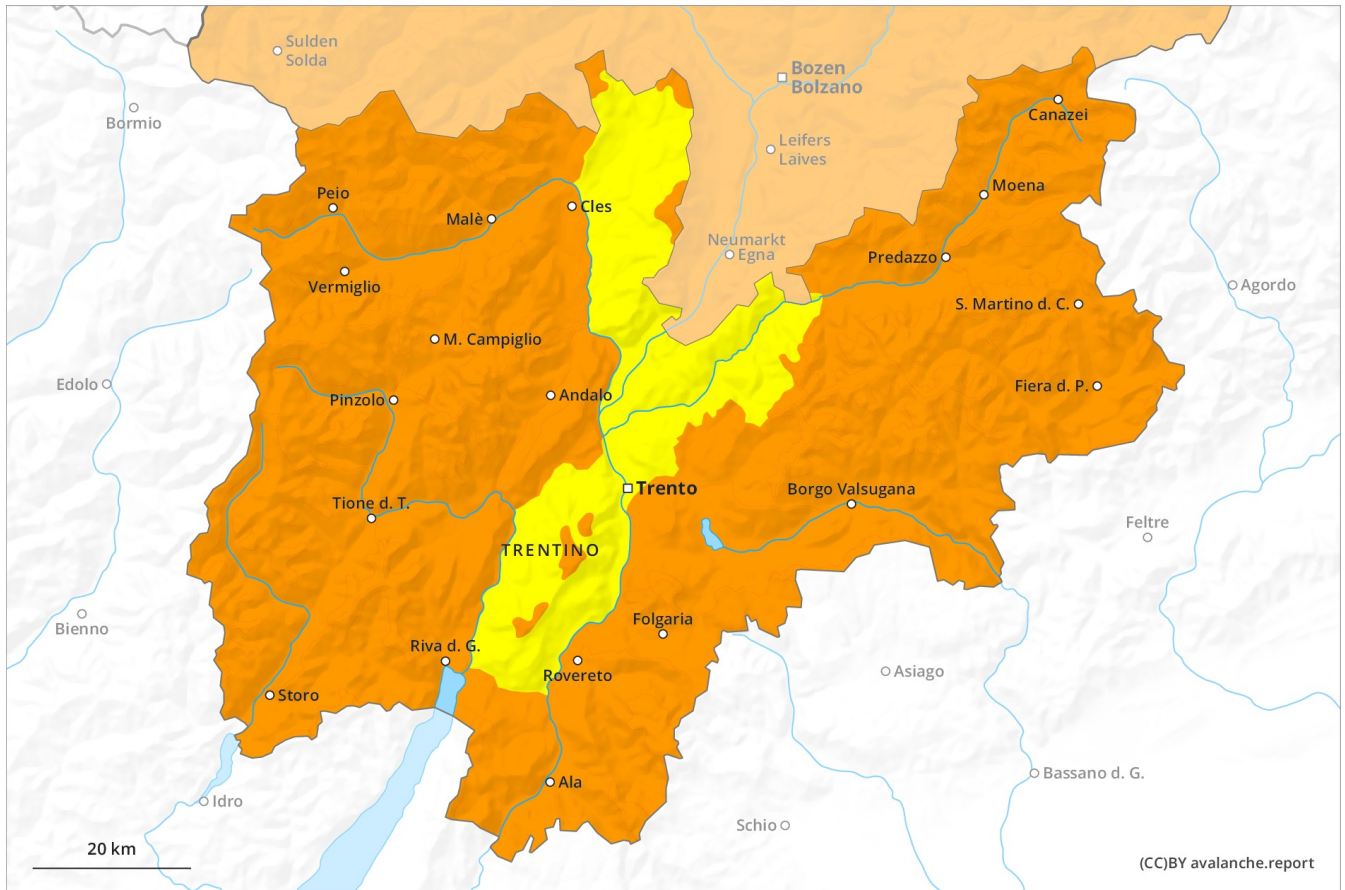 Sulden
Solda
Bozen
Bolzano
Bormio
Canazei
Leifers
Laives
Peio
Moena
Malè
Cles
Neumarkt
Egna
Predazzo
Vermiglio
Agordo
S. Martino d. C.
M. Campiglio
Edolo
Fiera d. P.
Andalo
Pinzolo
Trento
Borgo Valsugana
Tione d. T.
Feltre
TRENTINO
Bienno
Folgaria
Riva d. G.
Asiago
Rovereto
Storo
Bassano d. G.
Ala
Idro
Schio
20 km
(CC)BY avalanche.report